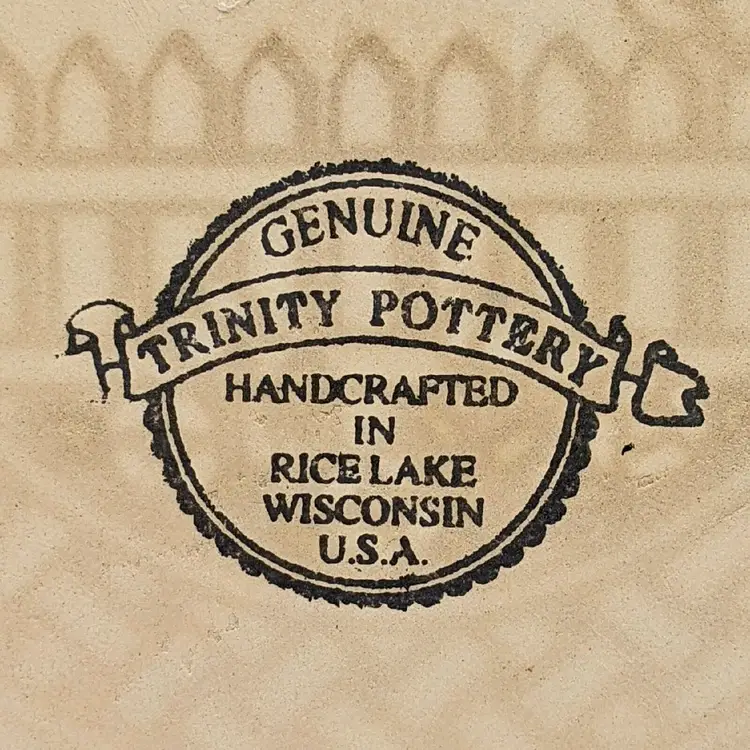 GENUINE
TRINITY POTTERY
HANDCRAFTED
IN
RICE LAKE
WISCONSIN
U.S.A.